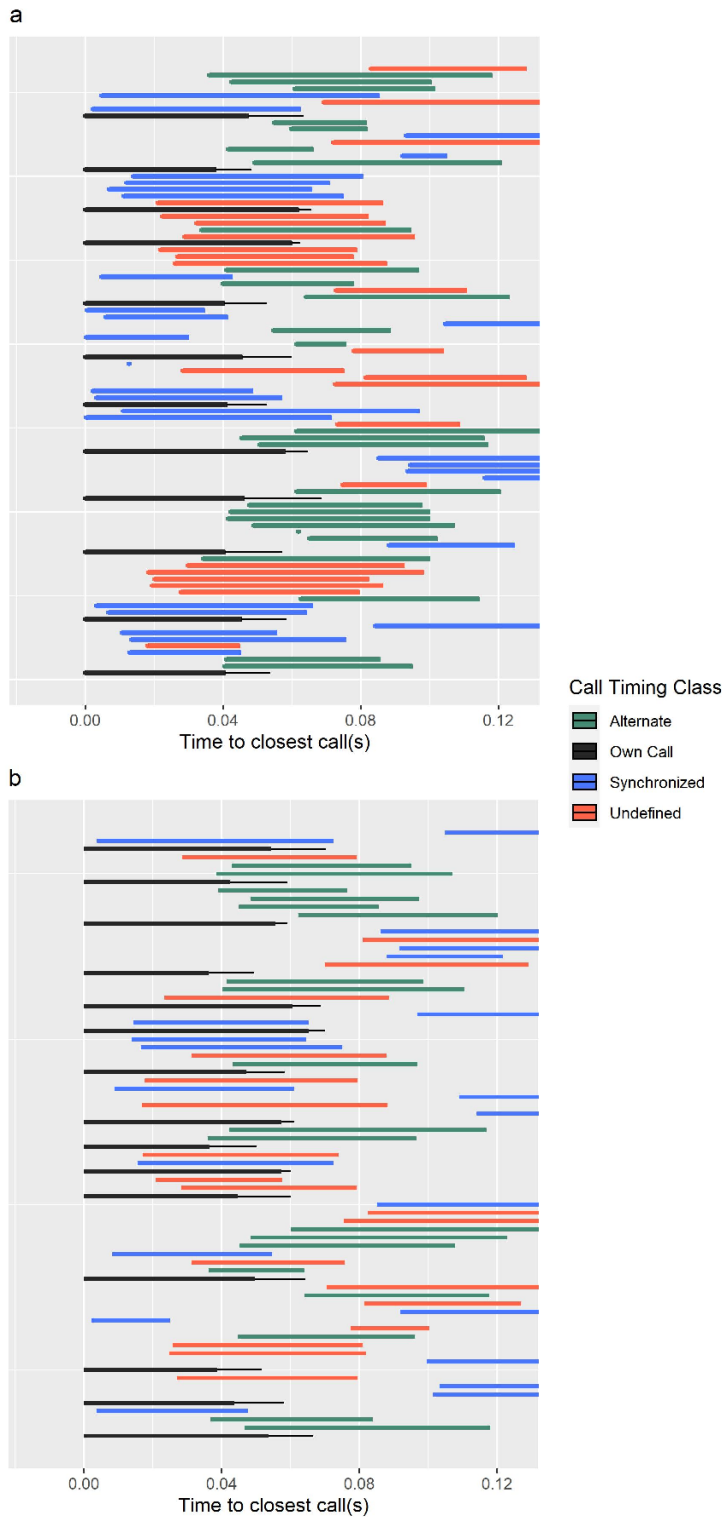 a
0.00 0.04 0.08 0.12
Time to closest call(s)
Call Timing Class
Alternate
Own Call
Synchronized
Undefined
b
0.00 0.04 0.08 0.12
Time to closest call(s)